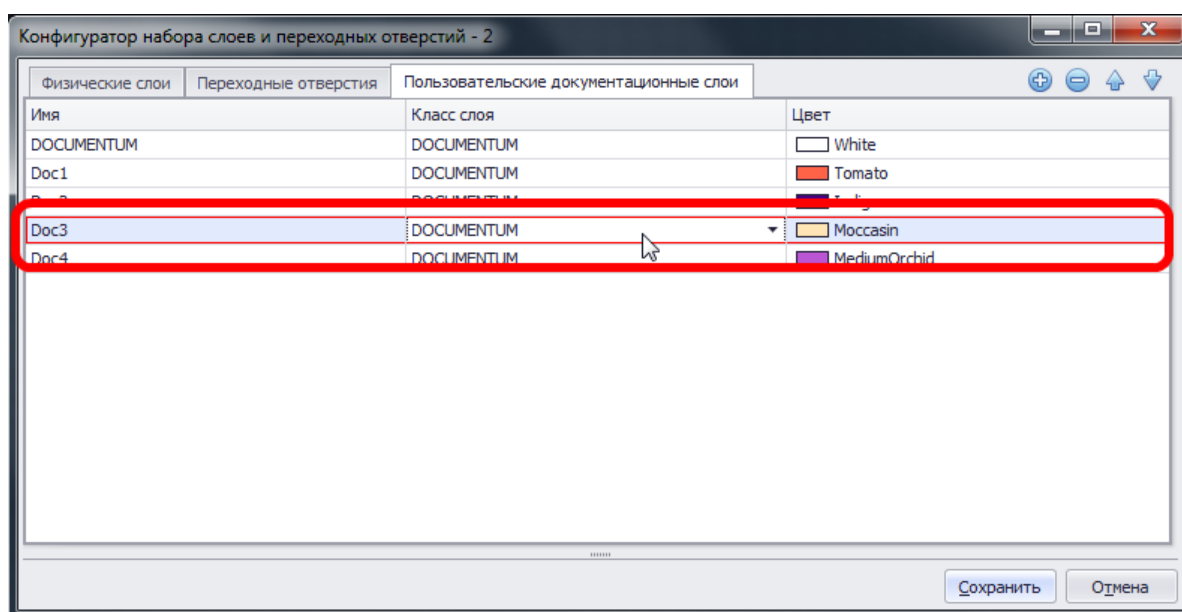 Конфигуратор набора слоев и переходных отверстий - 2
Физические слои Переходные отверстия Пользовательские документационные слои
Имя Класс слоя Цвет
DOCUMENTUM DOCUMENTUM White
Doc1 DOCUMENTUM Tomato
DOCUMENTUM
Doc3 DOCUMENTUM Moccasin
Doc4 DOCUMENTUM MediumOrchid
Сохранить Отмена